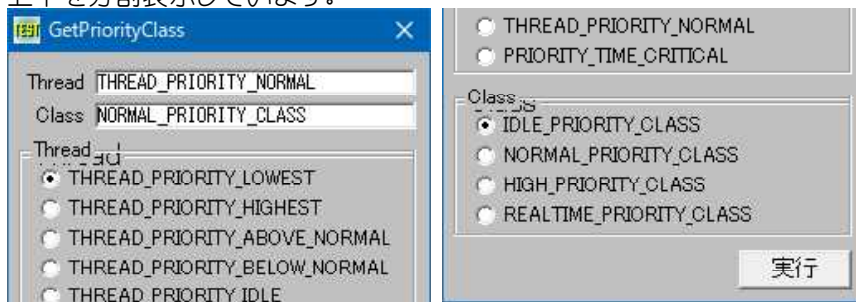 上下を分割表示しています。
GetPriorityClass
Thread THREAD_PRIORITY_NORMAL
Class NORMAL_PRIORITY_CLASS
Thread
THREAD_PRIORITY_LOWEST
THREAD_PRIORITY_HIGHEST
THREAD_PRIORITY_ABOVE_NORMAL
THREAD_PRIORITY_BELOW_NORMAL
THREAD_PRIORITY_IDLE
THREAD_PRIORITY_NORMAL
PRIORITY_TIME_CRITICAL
Class
IDLE_PRIORITY_CLASS
NORMAL_PRIORITY_CLASS
HIGH_PRIORITY_CLASS
REALTIME_PRIORITY_CLASS
実行